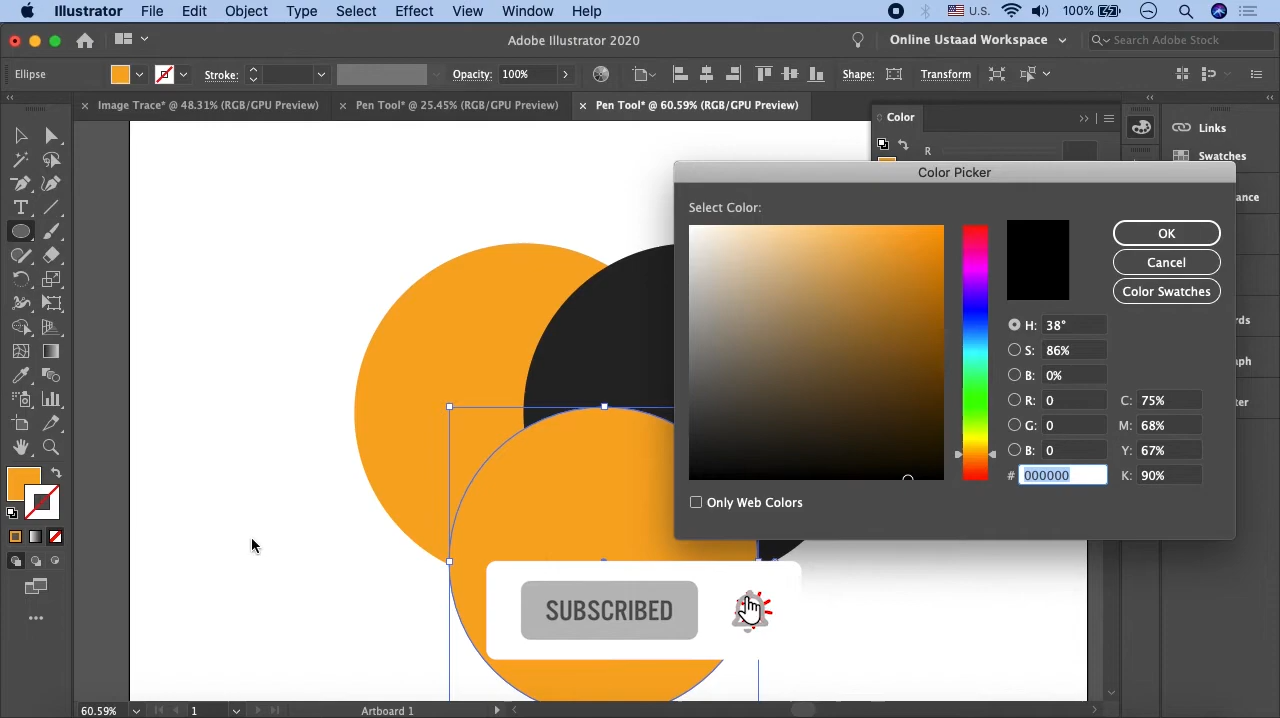 Illustrator File Edit Object Type Select Effect View Window Help U.S. 100%
Adobe Illustrator 2020 Online Ustaad Workspace Search Adobe Stock
Ellipse Stroke: Opacity: 100% Shape: Transform
Image Trace* @ 48.31% (RGB/GPU Preview) Pen Tool* @ 25.45% (RGB/GPU Preview) Pen Tool* @ 60.59% (RGB/GPU Preview)
Color
R
Links
Swatches
ance
rds
ph
ter
Color Picker
Select Color:
OK
Cancel
Color Swatches
H: 38°
S: 86%
B: 0%
R: 0 C: 75%
G: 0 M: 68%
B: 0 Y: 67%
# 000000 K: 90%
Only Web Colors
SUBSCRIBED
60.59% 1 Artboard 1